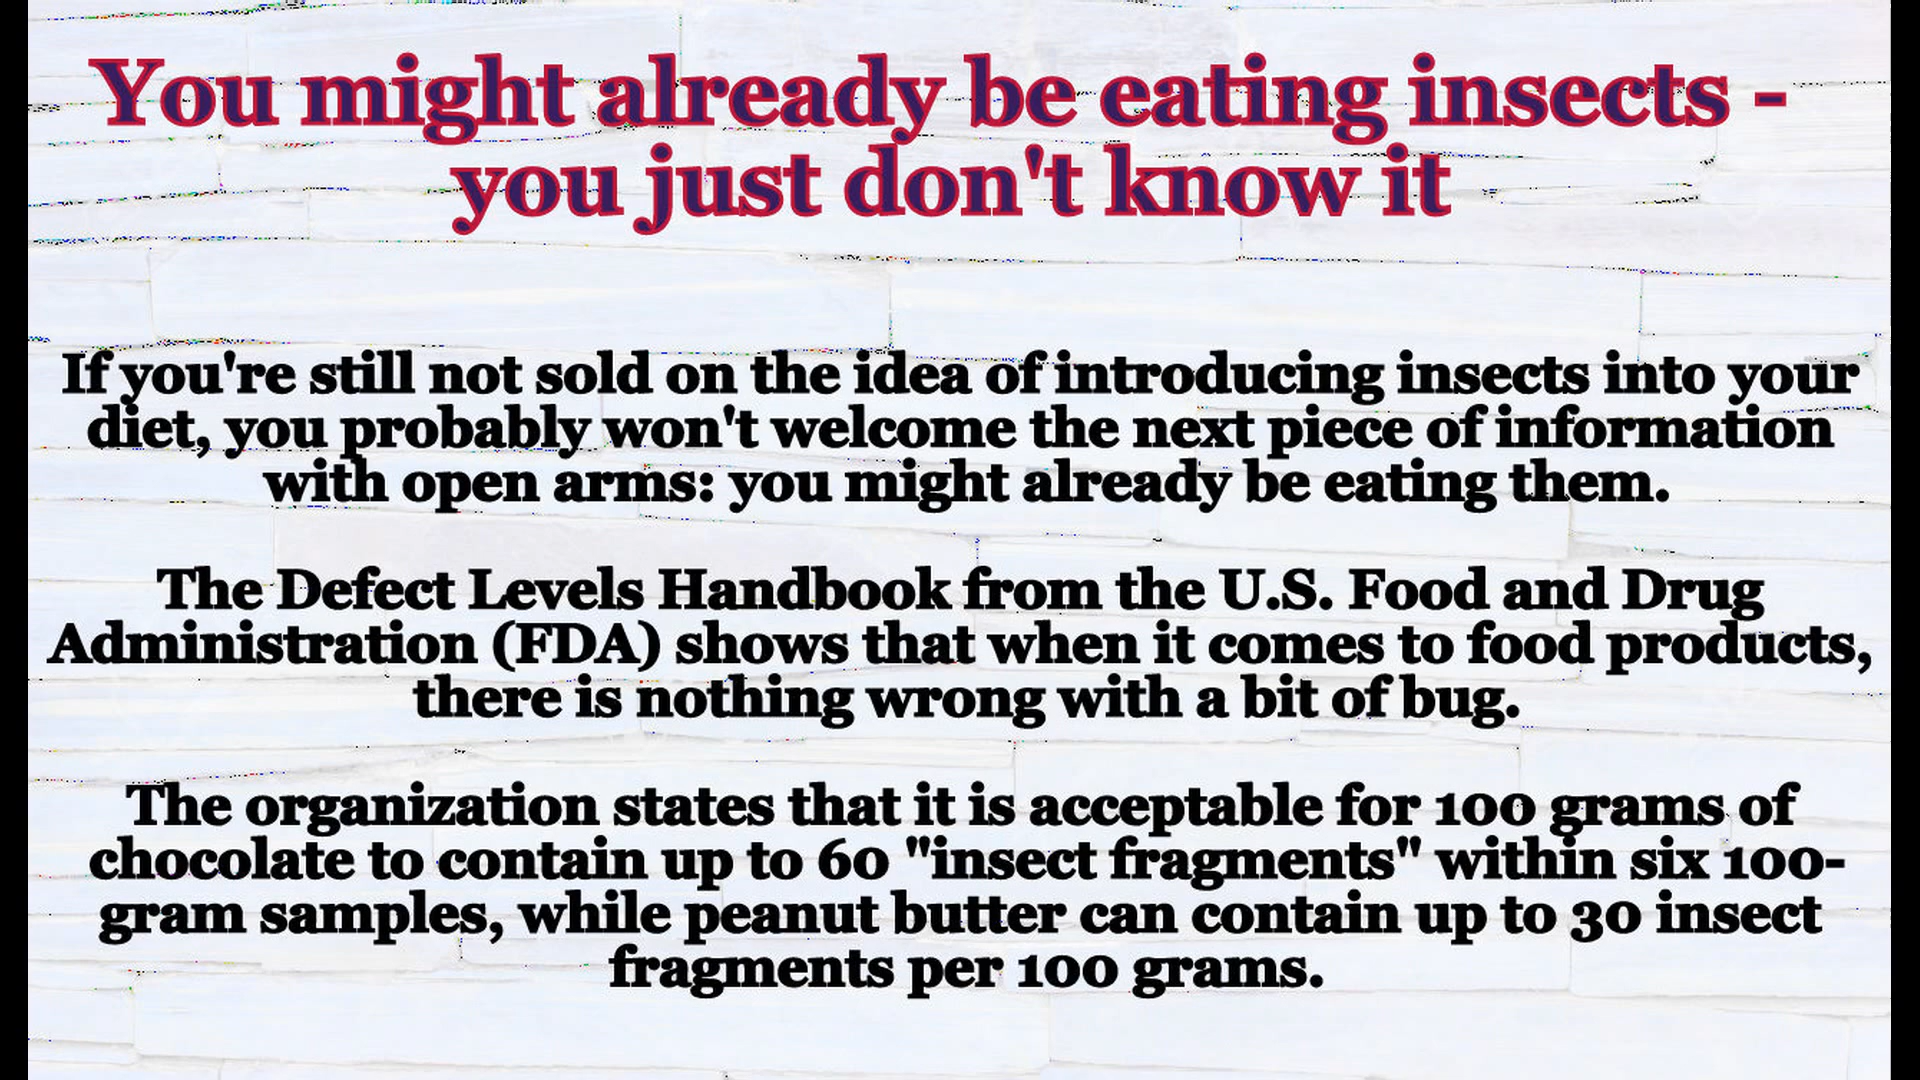 You might already be eating insects -
you just don't know it
If you're still not sold on the idea of introducing insects into your
diet, you probably won't welcome the next piece of information
with open arms: you might already be eating them.
The Defect Levels Handbook from the U.S. Food and Drug
Administration (FDA) shows that when it comes to food products,
there is nothing wrong with a bit of bug.
The organization states that it is acceptable for 100 grams of
chocolate to contain up to 60 "insect fragments" within six 100-
gram samples, while peanut butter can contain up to 30 insect
fragments per 100 grams.